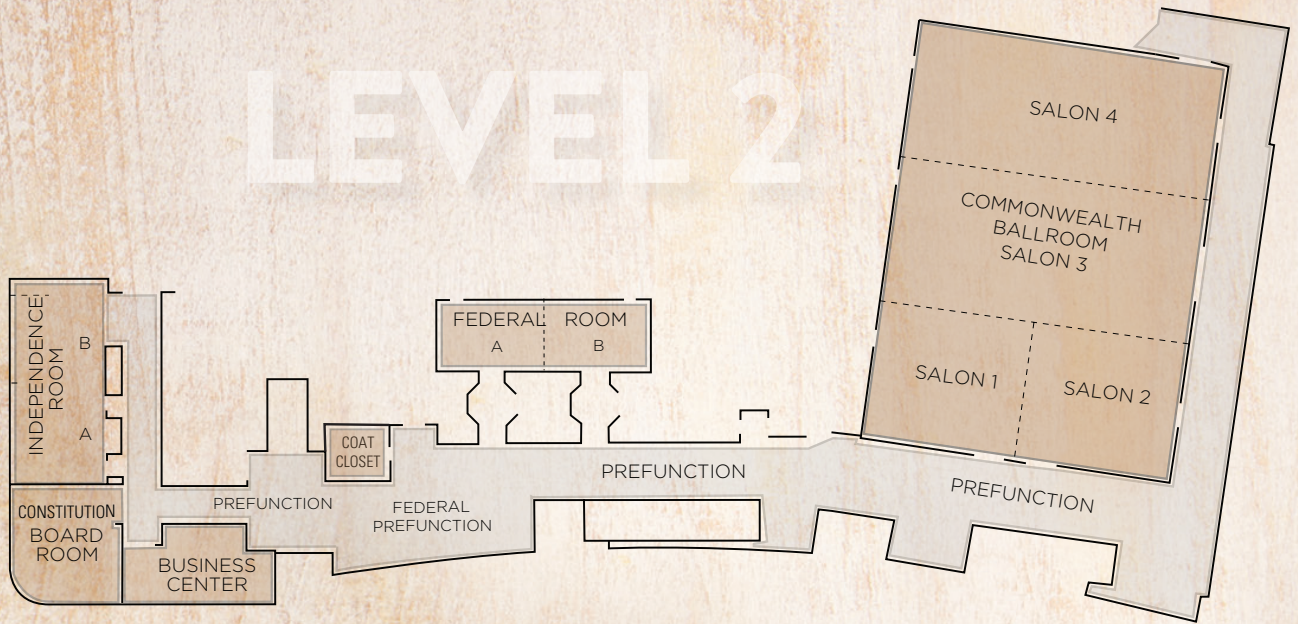 LEVEL 2
SALON 4
COMMONWEALTH
BALLROOM
SALON 3
SALON 1
SALON 2
FEDERAL ROOM
A
B
INDEPENDENCE
ROOM
B
A
COAT
CLOSET
PREFUNCTION
PREFUNCTION
PREFUNCTION
FEDERAL
PREFUNCTION
CONSTITUTION
BOARD
ROOM
BUSINESS
CENTER